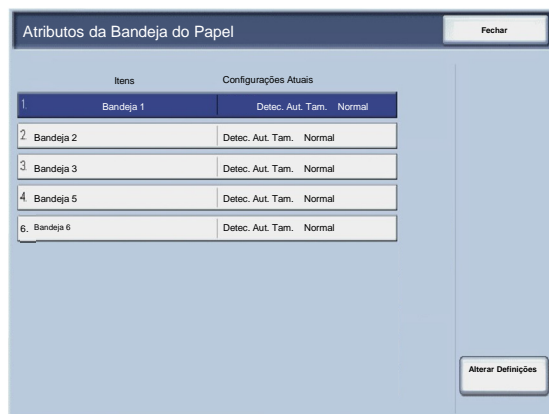 Atributos da Bandeja do Papel
Fechar
Itens Configurações Atuais
1. Bandeja 1 Detec. Aut. Tam. Normal
2. Bandeja 2 Detec. Aut. Tam. Normal
3. Bandeja 3 Detec. Aut. Tam. Normal
4. Bandeja 5 Detec. Aut. Tam. Normal
6. Bandeja 6 Detec. Aut. Tam. Normal
Alterar Definições